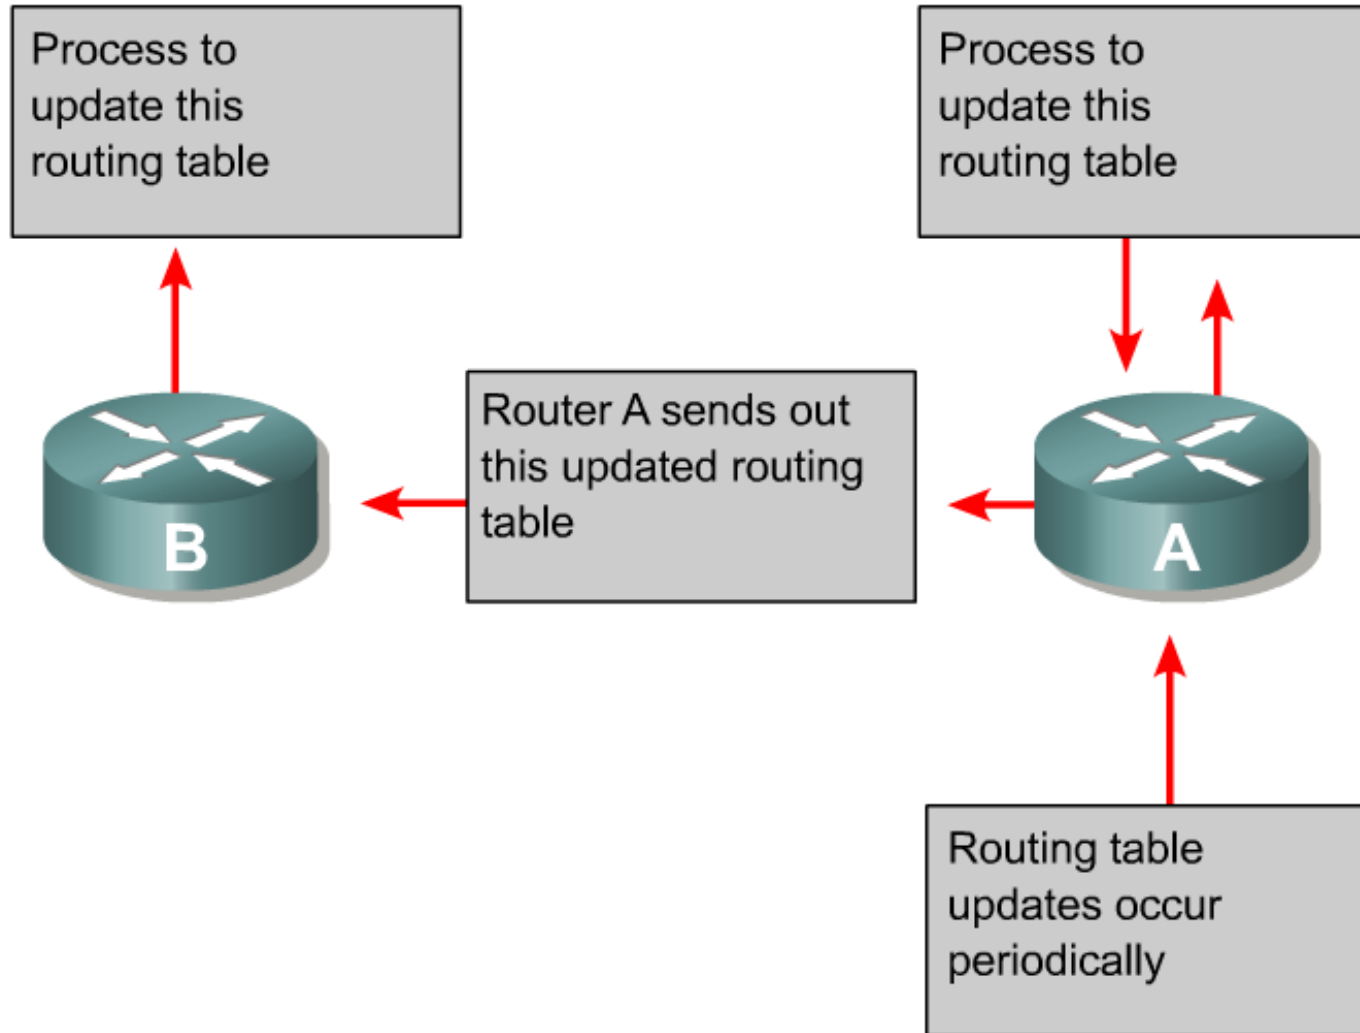 Process to
update this
routing table
Process to
update this
routing table
Router A sends out
this updated routing
table
B
A
Routing table
updates occur
periodically